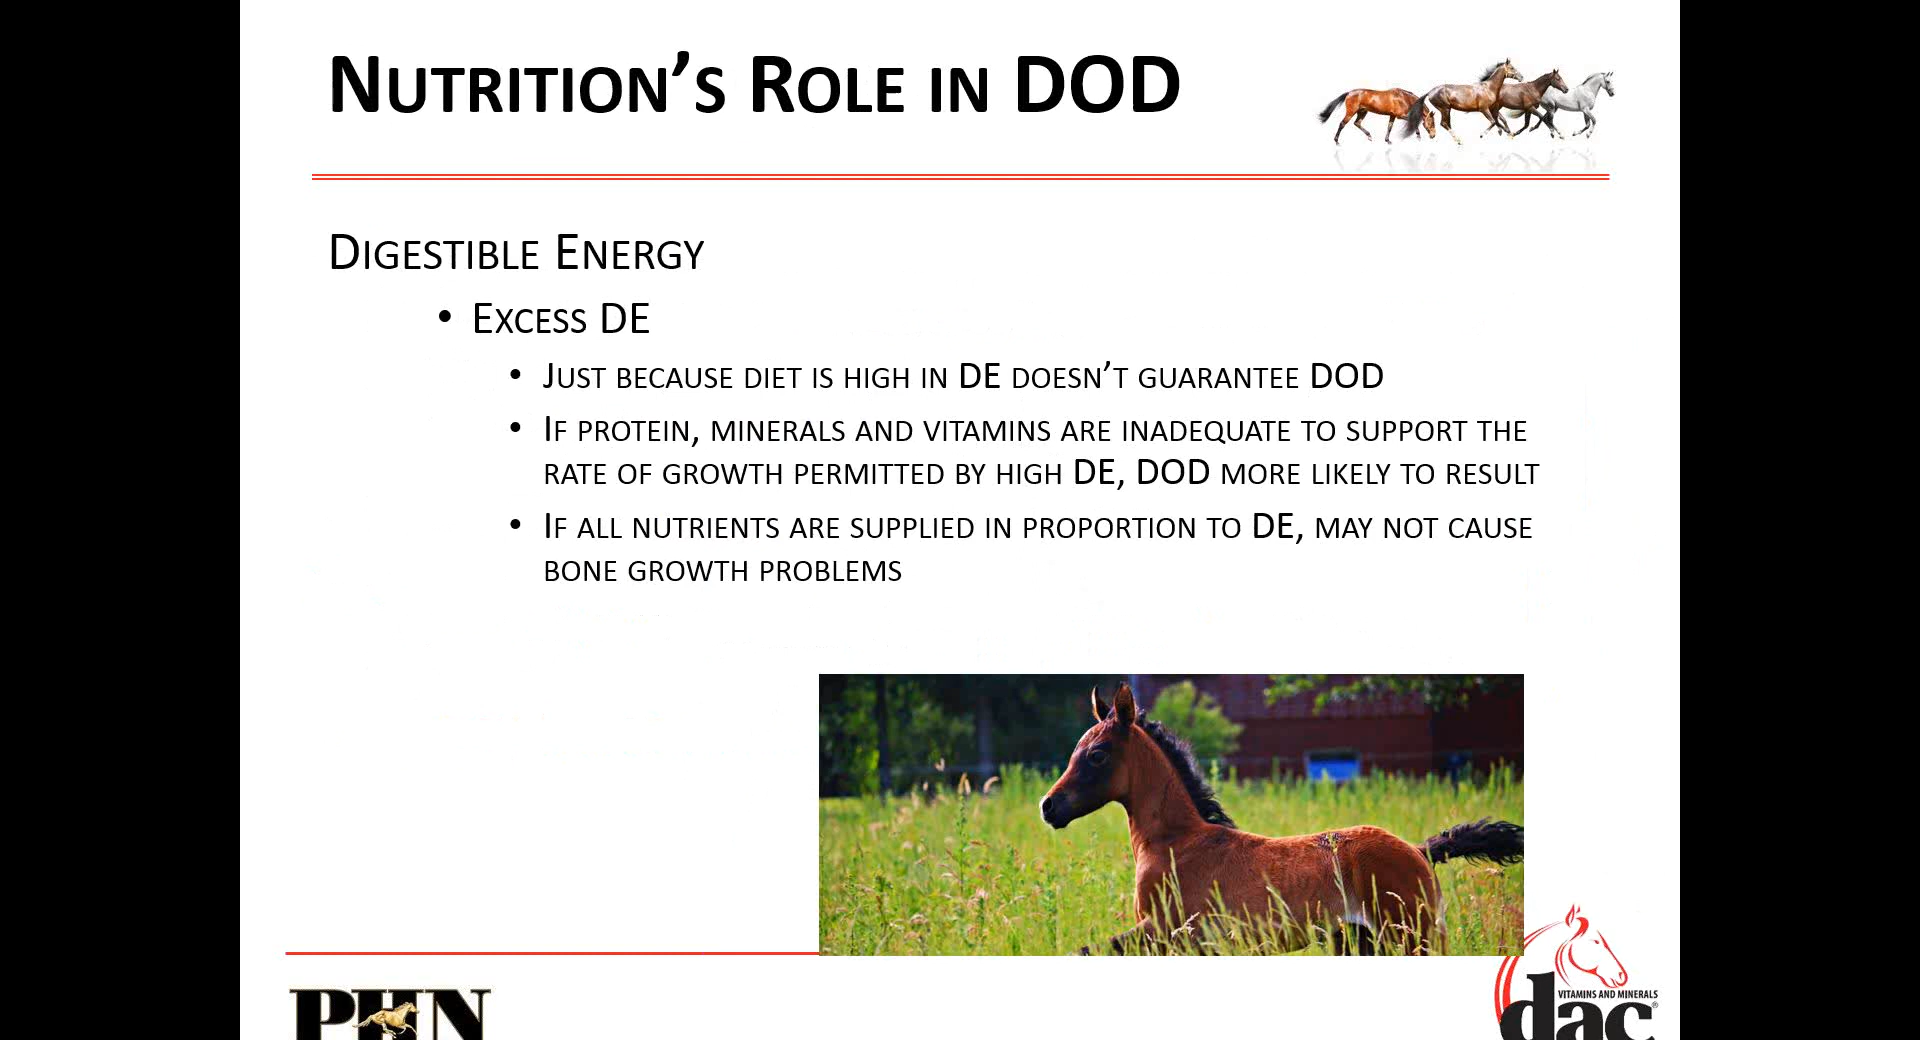 Nutrition’s Role in DOD
Digestible Energy
• Excess DE
• Just because diet is high in DE doesn’t guarantee DOD
• If protein, minerals and vitamins are inadequate to support the
rate of growth permitted by high DE, DOD more likely to result
• If all nutrients are supplied in proportion to DE, may not cause
bone growth problems
PHN
VITAMINS AND MINERALS
dac®